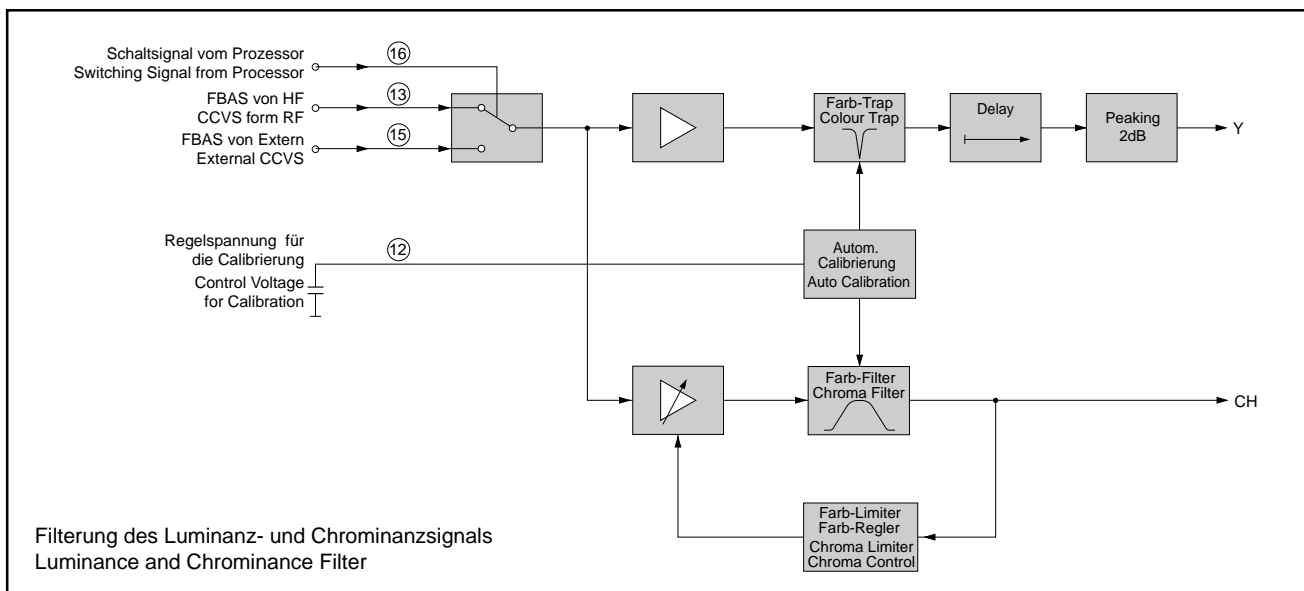 Schaltsignal vom Prozessor
Switching Signal from Processor
16
FBAS von HF
CCVS form RF
13
FBAS von Extern
External CCVS
15
Farb-Trap
Colour Trap
Delay
Peaking
2dB
Y
Regelspannung für
die Calibrierung
Control Voltage
for Calibration
12
Autom.
Calibrierung
Auto Calibration
Farb-Filter
Chroma Filter
CH
Farb-Limiter
Farb-Regler
Chroma Limiter
Chroma Control
Filterung des Luminanz- und Chrominanzsignals
Luminance and Chrominance Filter